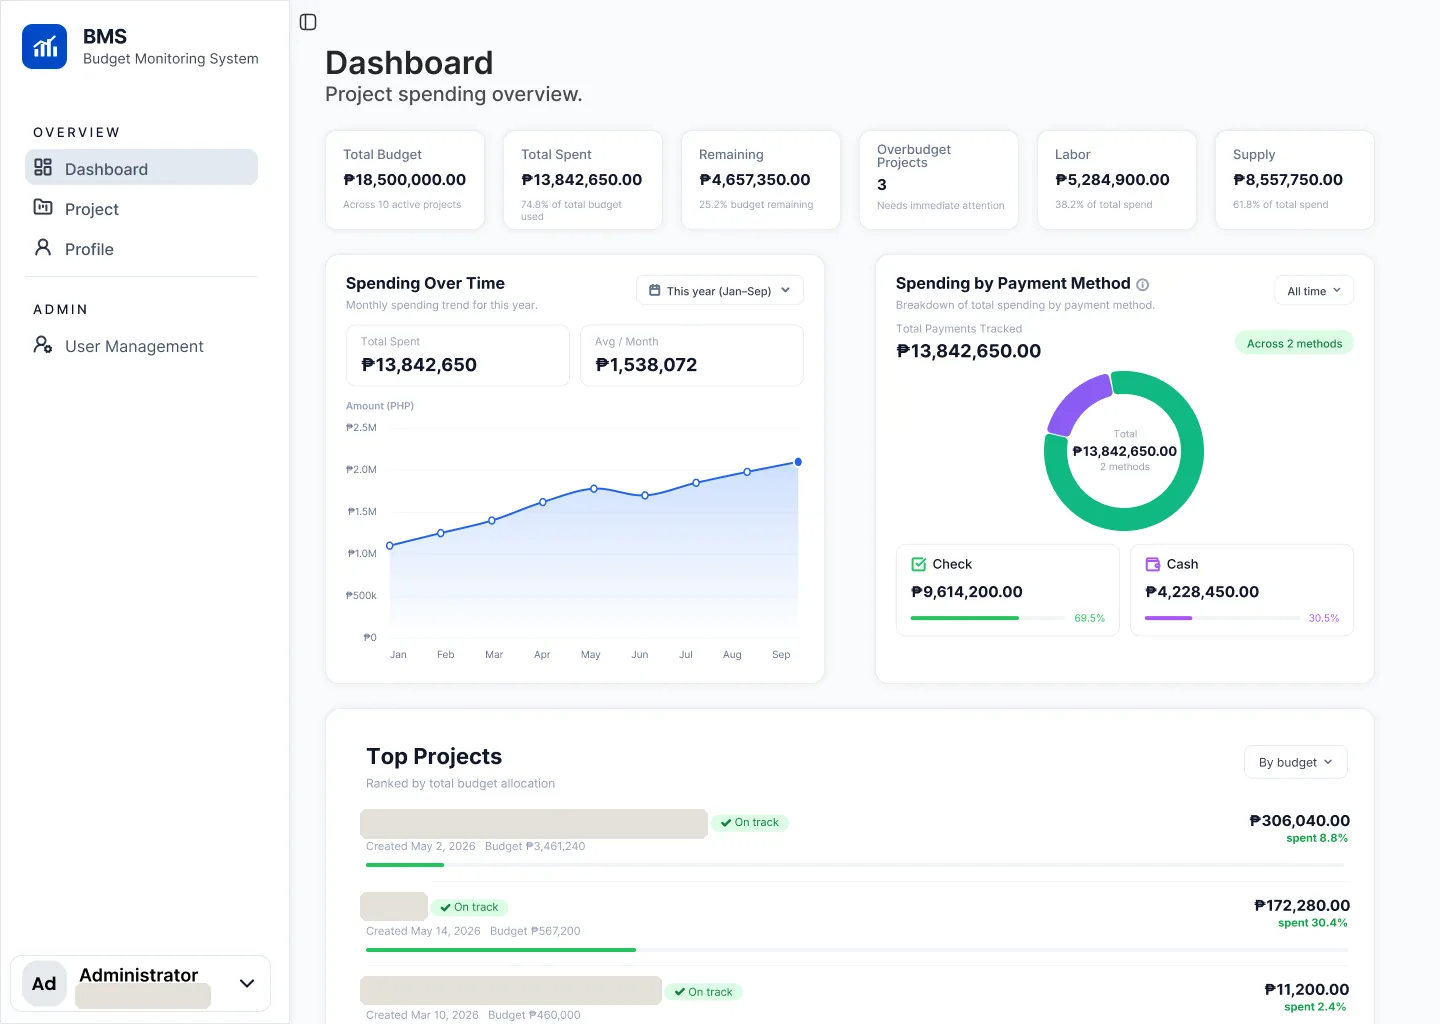 BMS
Budget Monitoring System
OVERVIEW
Dashboard
Project
Profile
ADMIN
User Management
Ad
Administrator
Dashboard
Project spending overview.
Total Budget
₱18,500,000.00
Across 10 active projects
Total Spent
₱13,842,650.00
74.8% of total budget
used
Remaining
₱4,657,350.00
25.2% budget remaining
Overbudget
Projects
3
Needs immediate attention
Labor
₱5,284,900.00
38.2% of total spend
Supply
₱8,557,750.00
61.8% of total spend
Spending Over Time
Monthly spending trend for this year.
This year (Jan–Sep)
Total Spent
₱13,842,650
Avg / Month
₱1,538,072
Amount (PHP)
₱2.5M
₱2.0M
₱1.5M
₱1.0M
₱500k
₱0
Jan Feb Mar Apr May Jun Jul Aug Sep
Spending by Payment Method
Breakdown of total spending by payment method.
All time
Total Payments Tracked
₱13,842,650.00
Across 2 methods
Total
₱13,842,650.00
2 methods
Check
₱9,614,200.00
69.5%
Cash
₱4,228,450.00
30.5%
Top Projects
Ranked by total budget allocation
By budget
On track
₱306,040.00
spent 8.8%
Created May 2, 2026 Budget ₱3,461,240
On track
₱172,280.00
spent 30.4%
Created May 14, 2026 Budget ₱567,200
On track
₱11,200.00
spent 2.4%
Created Mar 10, 2026 Budget ₱460,000